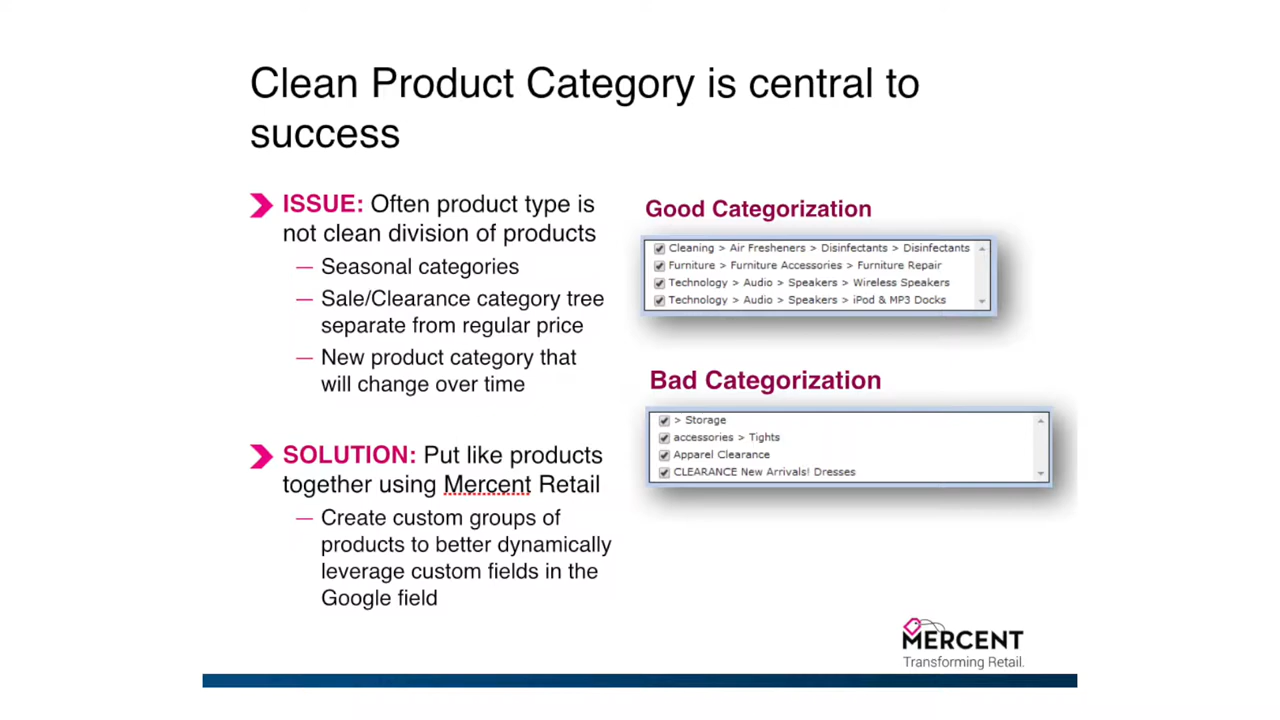 Clean Product Category is central to
success
ISSUE: Often product type is
not clean division of products
— Seasonal categories
— Sale/Clearance category tree
separate from regular price
— New product category that
will change over time
SOLUTION: Put like products
together using Mercent Retail
— Create custom groups of
products to better dynamically
leverage custom fields in the
Google field
Good Categorization
Cleaning > Air Fresheners > Disinfectants > Disinfectants
Furniture > Furniture Accessories > Furniture Repair
Technology > Audio > Speakers > Wireless Speakers
Technology > Audio > Speakers > iPod & MP3 Docks
Bad Categorization
> Storage
accessories > Tights
Apparel Clearance
CLEARANCE New Arrivals! Dresses
MERCENT
Transforming Retail.